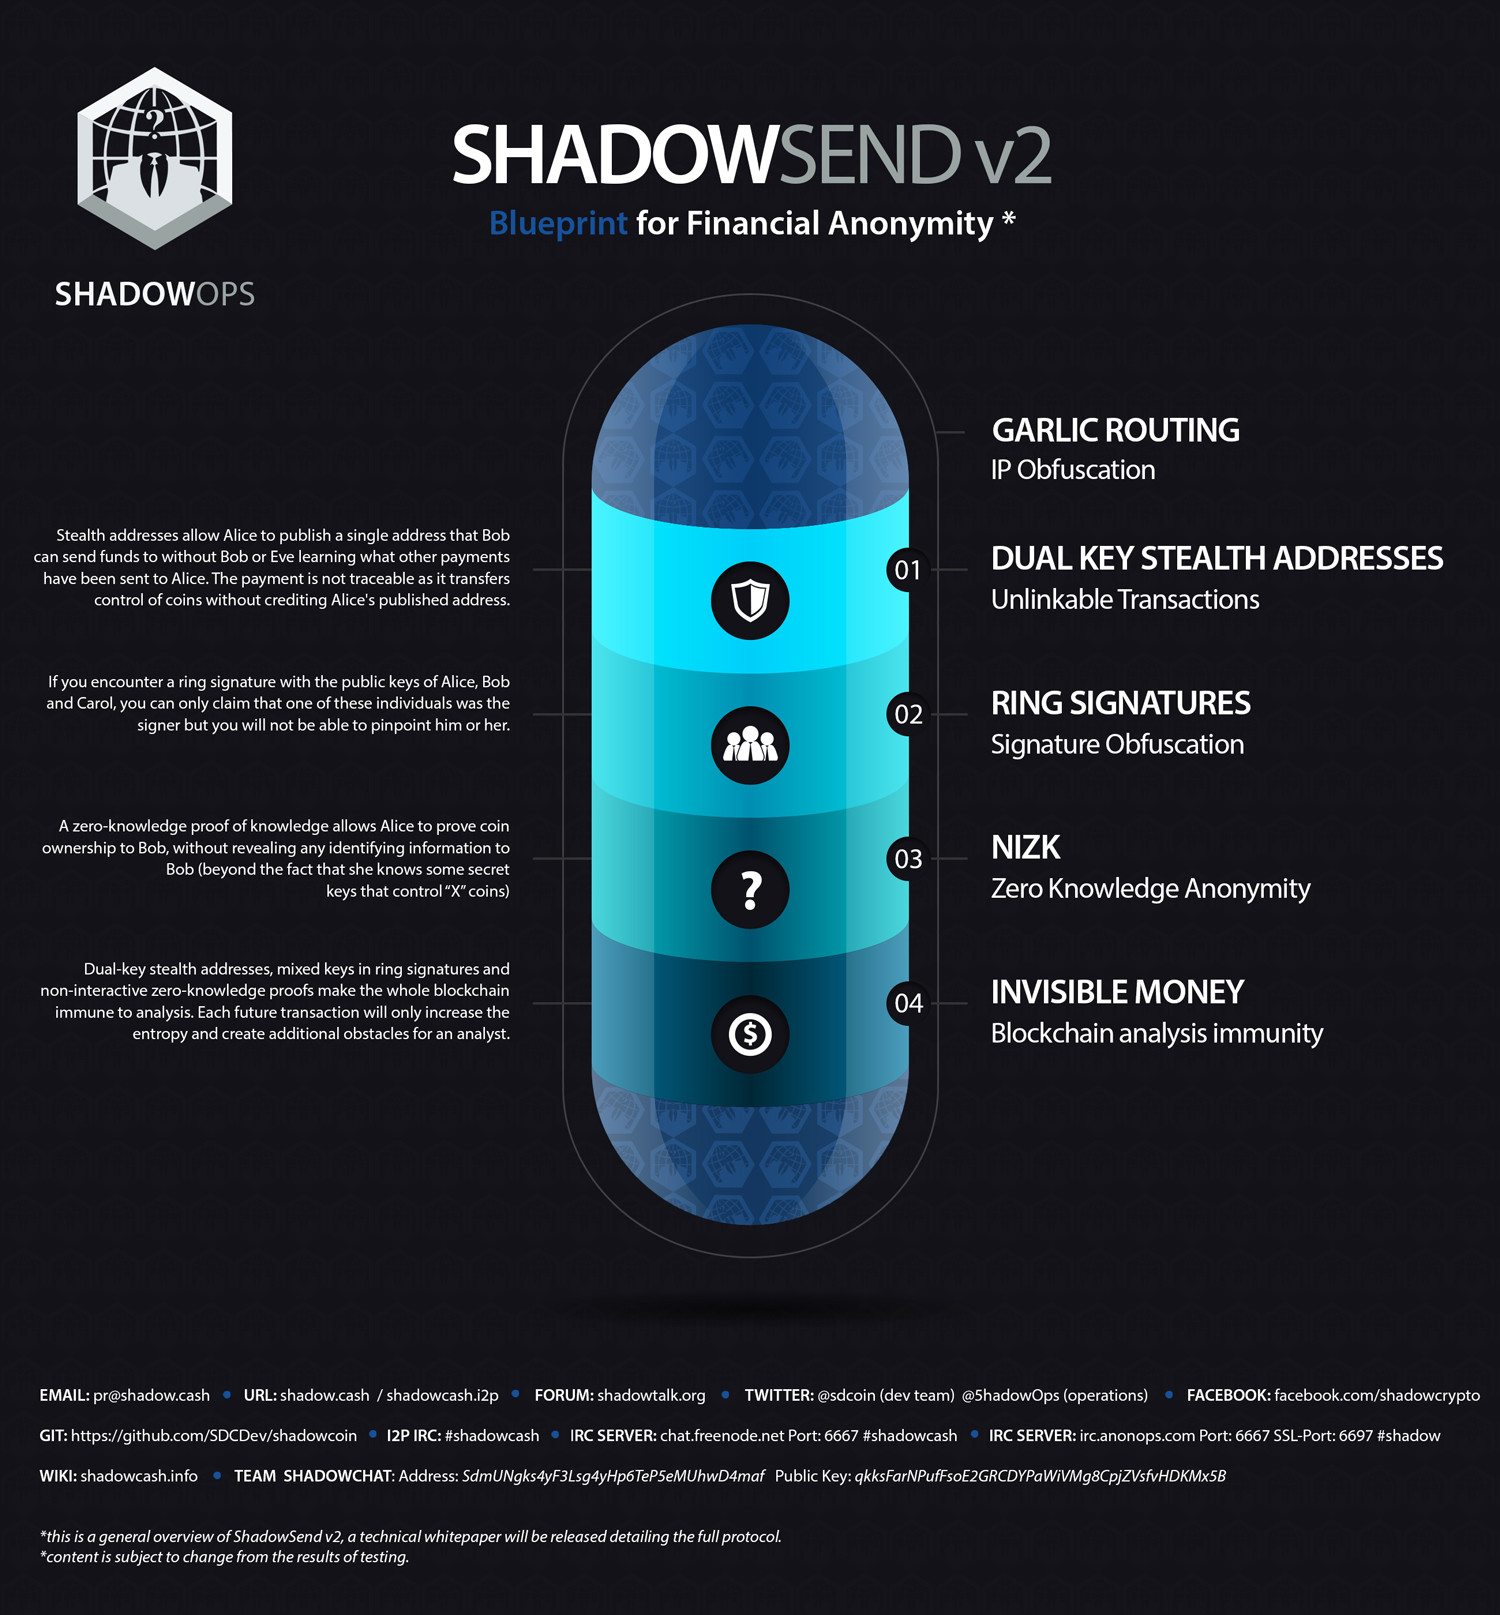 SHADOWSEND v2
Blueprint for Financial Anonymity *
?
SHADOWOPS
GARLIC ROUTING
IP Obfuscation
Stealth addresses allow Alice to publish a single address that Bob
can send funds to without Bob or Eve learning what other payments
have been sent to Alice. The payment is not traceable as it transfers
control of coins without crediting Alice's published address.
01
DUAL KEY STEALTH ADDRESSES
Unlinkable Transactions
If you encounter a ring signature with the public keys of Alice, Bob
and Carol, you can only claim that one of these individuals was the
signer but you will not be able to pinpoint him or her.
02
RING SIGNATURES
Signature Obfuscation
A zero-knowledge proof of knowledge allows Alice to prove coin
ownership to Bob, without revealing any identifying information to
Bob (beyond the fact that she knows some secret
keys that control “X” coins)
?
03
NIZK
Zero Knowledge Anonymity
Dual-key stealth addresses, mixed keys in ring signatures and
non-interactive zero-knowledge proofs make the whole blockchain
immune to analysis. Each future transaction will only increase the
entropy and create additional obstacles for an analyst.
$
04
INVISIBLE MONEY
Blockchain analysis immunity
EMAIL: pr@shadow.cash • URL: shadow.cash / shadowcash.i2p • FORUM: shadowtalk.org • TWITTER: @sdcoin (dev team) @5hadowOps (operations) • FACEBOOK: facebook.com/shadowcrypto
GIT: https://github.com/SDCDev/shadowcoin • I2P IRC: #shadowcash • IRC SERVER: chat.freenode.net Port: 6667 #shadowcash • IRC SERVER: irc.anonops.com Port: 6667 SSL-Port: 6697 #shadow
WIKI: shadowcash.info • TEAM SHADOWCHAT: Address: SdmUNgks4yF3Lsg4yHp6TeP5eMUhwD4maf Public Key: qkksFarNPufFsoE2GRCDYPaWiVMg8CpjZVsfvHDKMx5B
*this is a general overview of ShadowSend v2, a technical whitepaper will be released detailing the full protocol.
*content is subject to change from the results of testing.